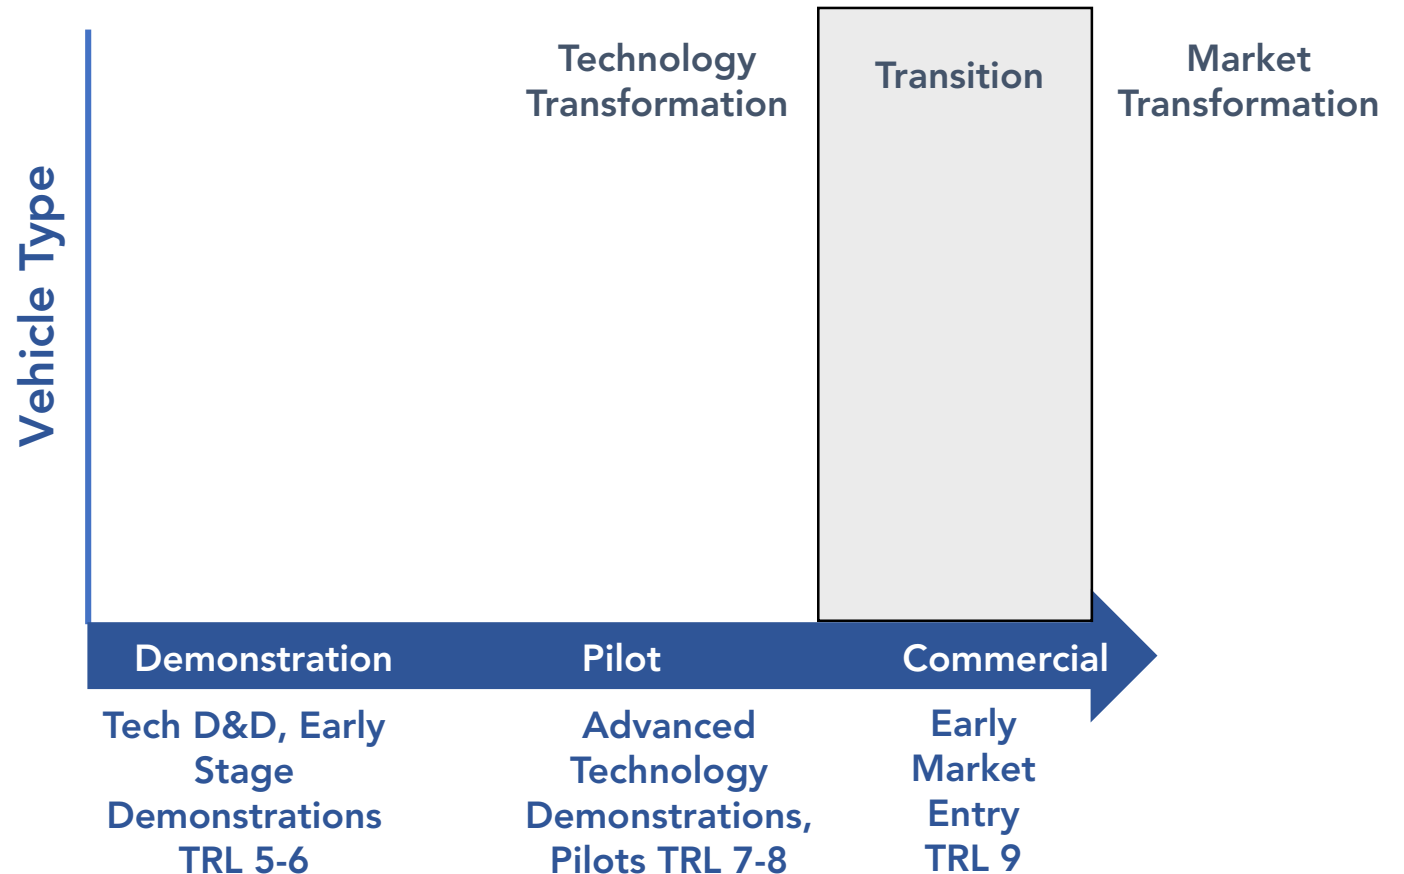 Technology
Transformation
Transition
Market
Transformation
Vehicle Type
Demonstration
Pilot
Commercial
Tech D&D, Early
Stage
Demonstrations
TRL 5-6
Advanced
Technology
Demonstrations,
Pilots TRL 7-8
Early
Market
Entry
TRL 9